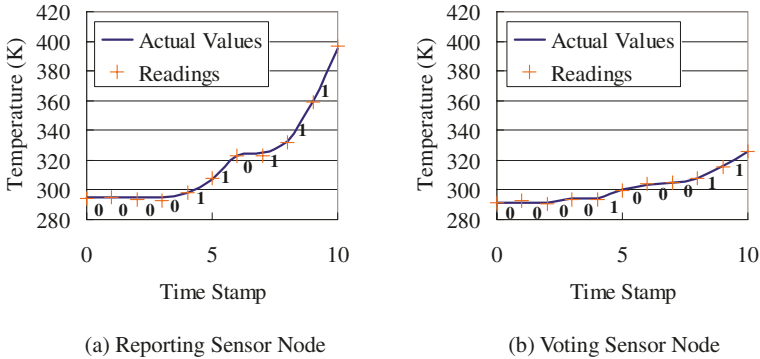 420
400
380
360
340
320
300
280
Temperature (K)
Actual Values
Readings
0 0 0 0 1 1 0 1 1 1
0 5 10
Time Stamp
(a) Reporting Sensor Node
420
400
380
360
340
320
300
280
Temperature (K)
Actual Values
Readings
0 0 0 0 1 0 0 0 1 1
0 5 10
Time Stamp
(b) Voting Sensor Node